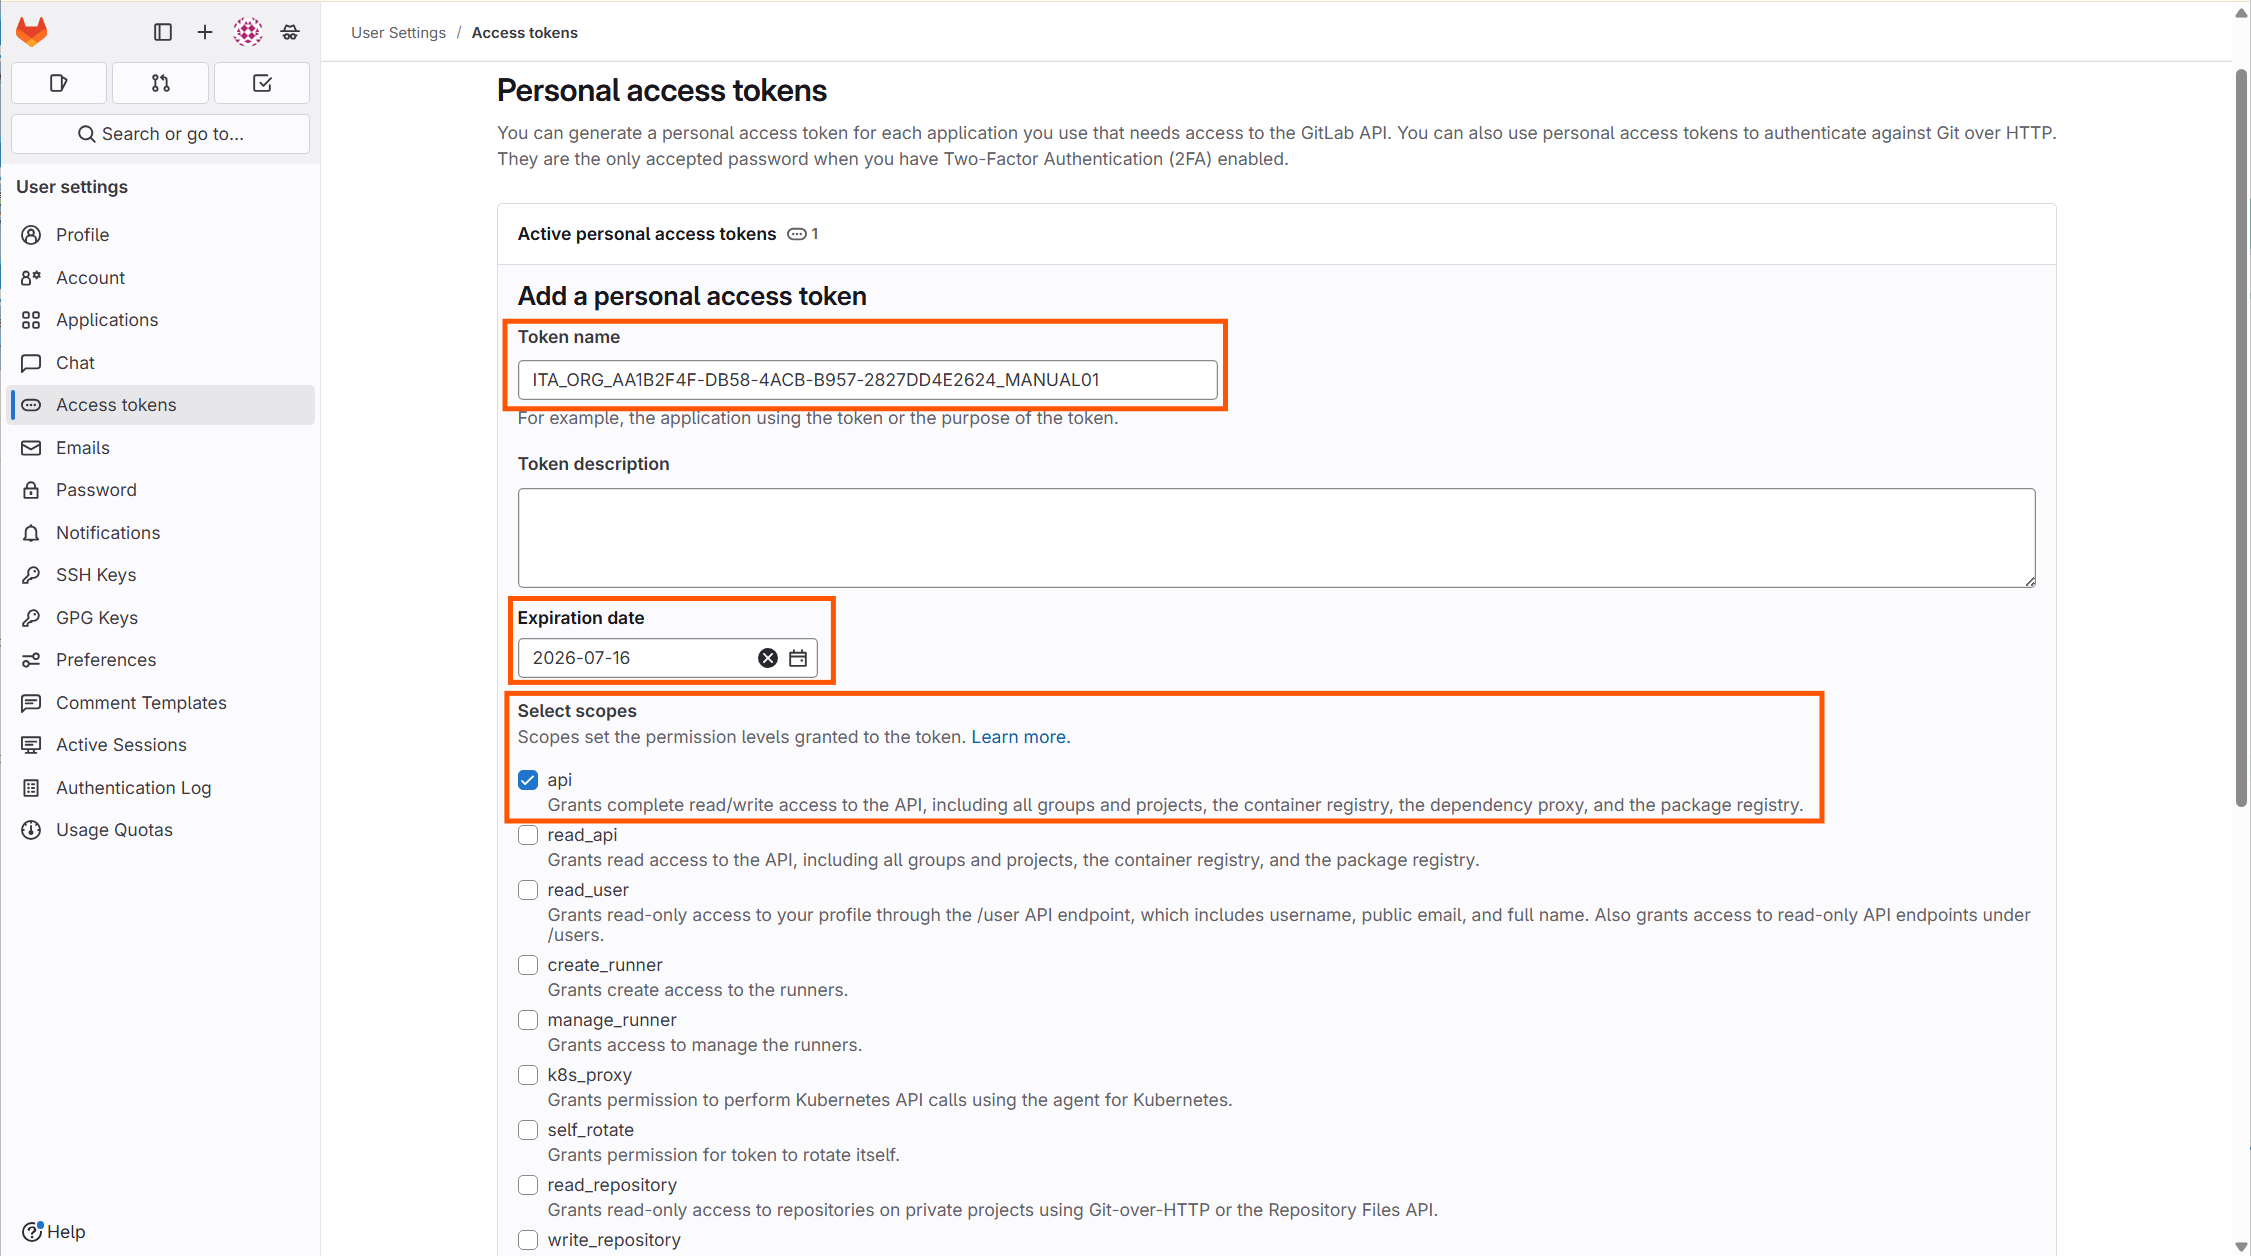 User Settings / Access tokens
Search or go to...
User settings
Profile
Account
Applications
Chat
Access tokens
Emails
Password
Notifications
SSH Keys
GPG Keys
Preferences
Comment Templates
Active Sessions
Authentication Log
Usage Quotas
Help
Personal access tokens
You can generate a personal access token for each application you use that needs access to the GitLab API. You can also use personal access tokens to authenticate against Git over HTTP.
They are the only accepted password when you have Two-Factor Authentication (2FA) enabled.
Active personal access tokens 1
Add a personal access token
Token name
ITA_ORG_AA1B2F4F-DB58-4ACB-B957-2827DD4E2624_MANUAL01
For example, the application using the token or the purpose of the token.
Token description
Expiration date
2026-07-16
Select scopes
Scopes set the permission levels granted to the token. Learn more.
api
Grants complete read/write access to the API, including all groups and projects, the container registry, the dependency proxy, and the package registry.
read_api
Grants read access to the API, including all groups and projects, the container registry, and the package registry.
read_user
Grants read-only access to your profile through the /user API endpoint, which includes username, public email, and full name. Also grants access to read-only API endpoints under
/users.
create_runner
Grants create access to the runners.
manage_runner
Grants access to manage the runners.
k8s_proxy
Grants permission to perform Kubernetes API calls using the agent for Kubernetes.
self_rotate
Grants permission for token to rotate itself.
read_repository
Grants read-only access to repositories on private projects using Git-over-HTTP or the Repository Files API.
write_repository